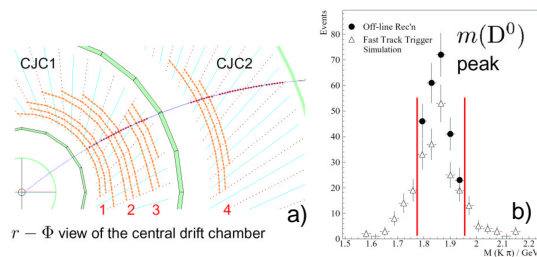 CJC1
CJC2
1
2
3
4
a)
r − Φ view of the central drift chamber
Events
80
70
60
50
40
30
20
10
0
Off-line Rec'n
Fast Track Trigger
Simulation
m(D⁰)
peak
b)
1.5
1.6
1.7
1.8
1.9
2
2.1
2.2
M (K π) / GeV